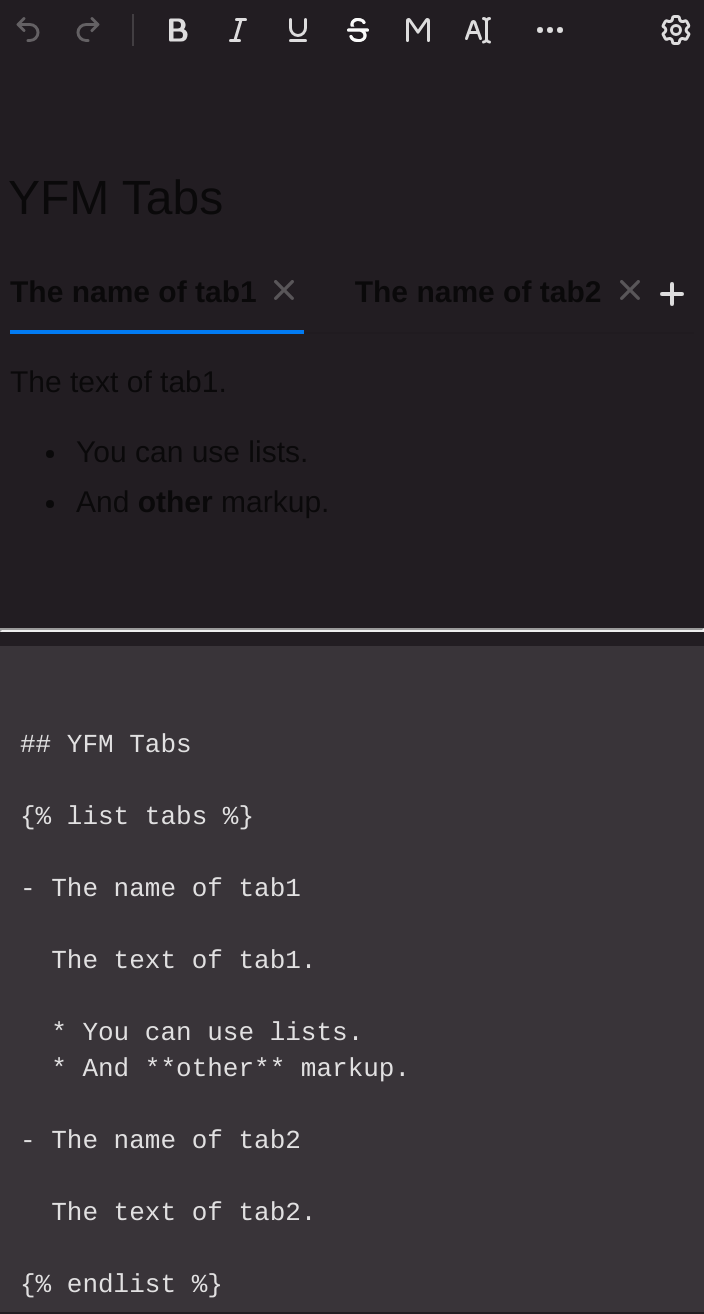 YFM Tabs
The name of tab1 The name of tab2
The text of tab1.
• You can use lists.
• And other markup.
## YFM Tabs
{% list tabs %}
- The name of tab1
The text of tab1.
* You can use lists.
* And **other** markup.
- The name of tab2
The text of tab2.
{% endlist %}